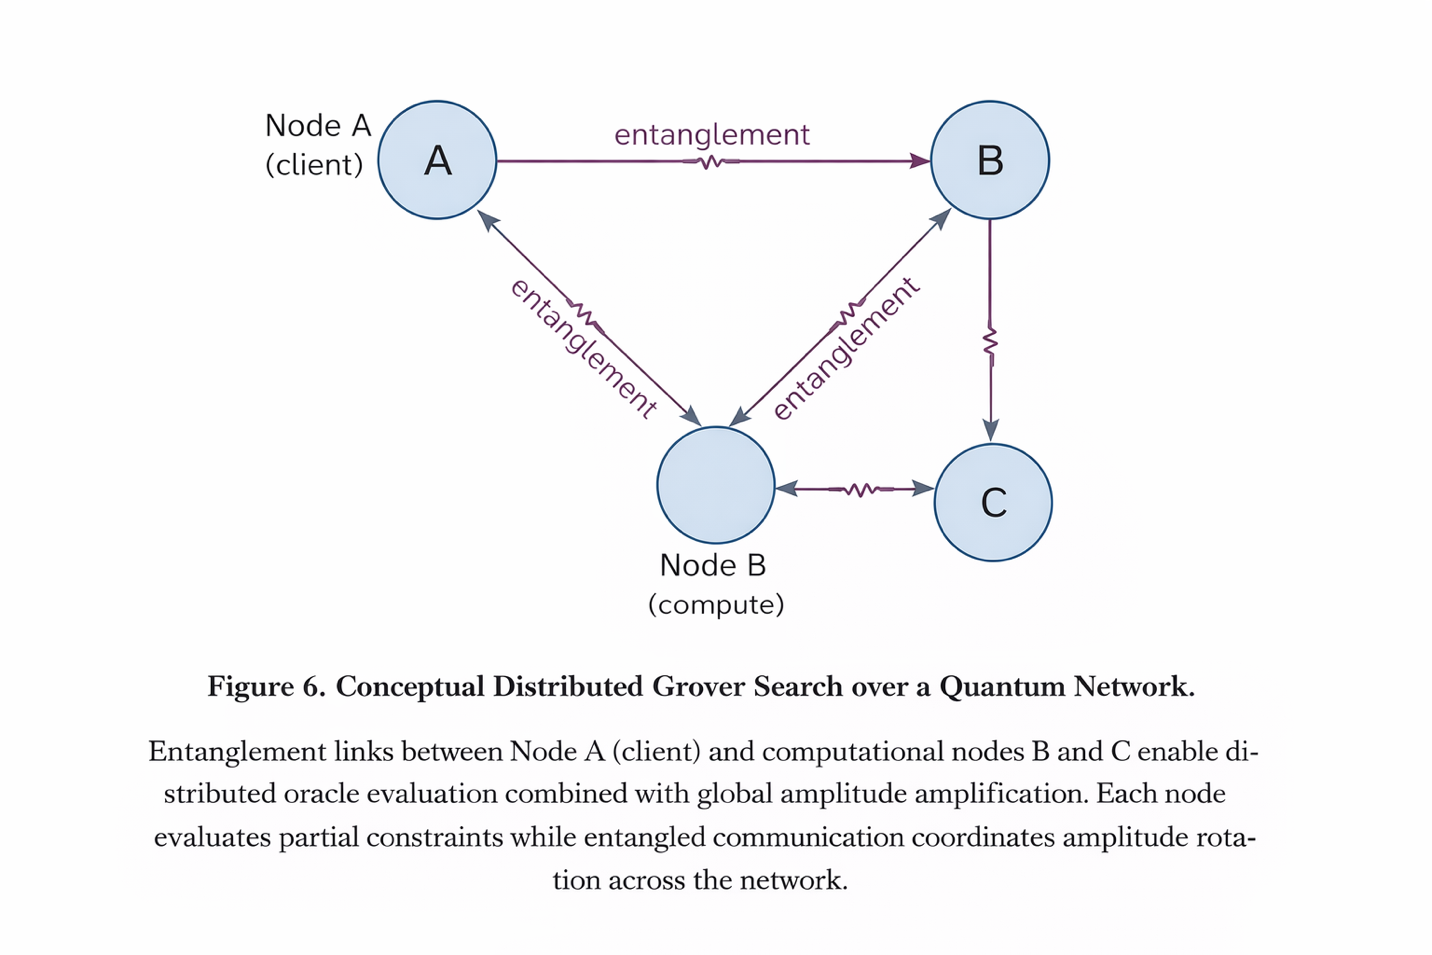 entanglement
Node A
(client)
A
B
entanglement
entanglement
C
Node B
(compute)
Figure 6. Conceptual Distributed Grover Search over a Quantum Network.
Entanglement links between Node A (client) and computational nodes B and C enable di-
stributed oracle evaluation combined with global amplitude amplification. Each node
evaluates partial constraints while entangled communication coordinates amplitude rota-
tion across the network.